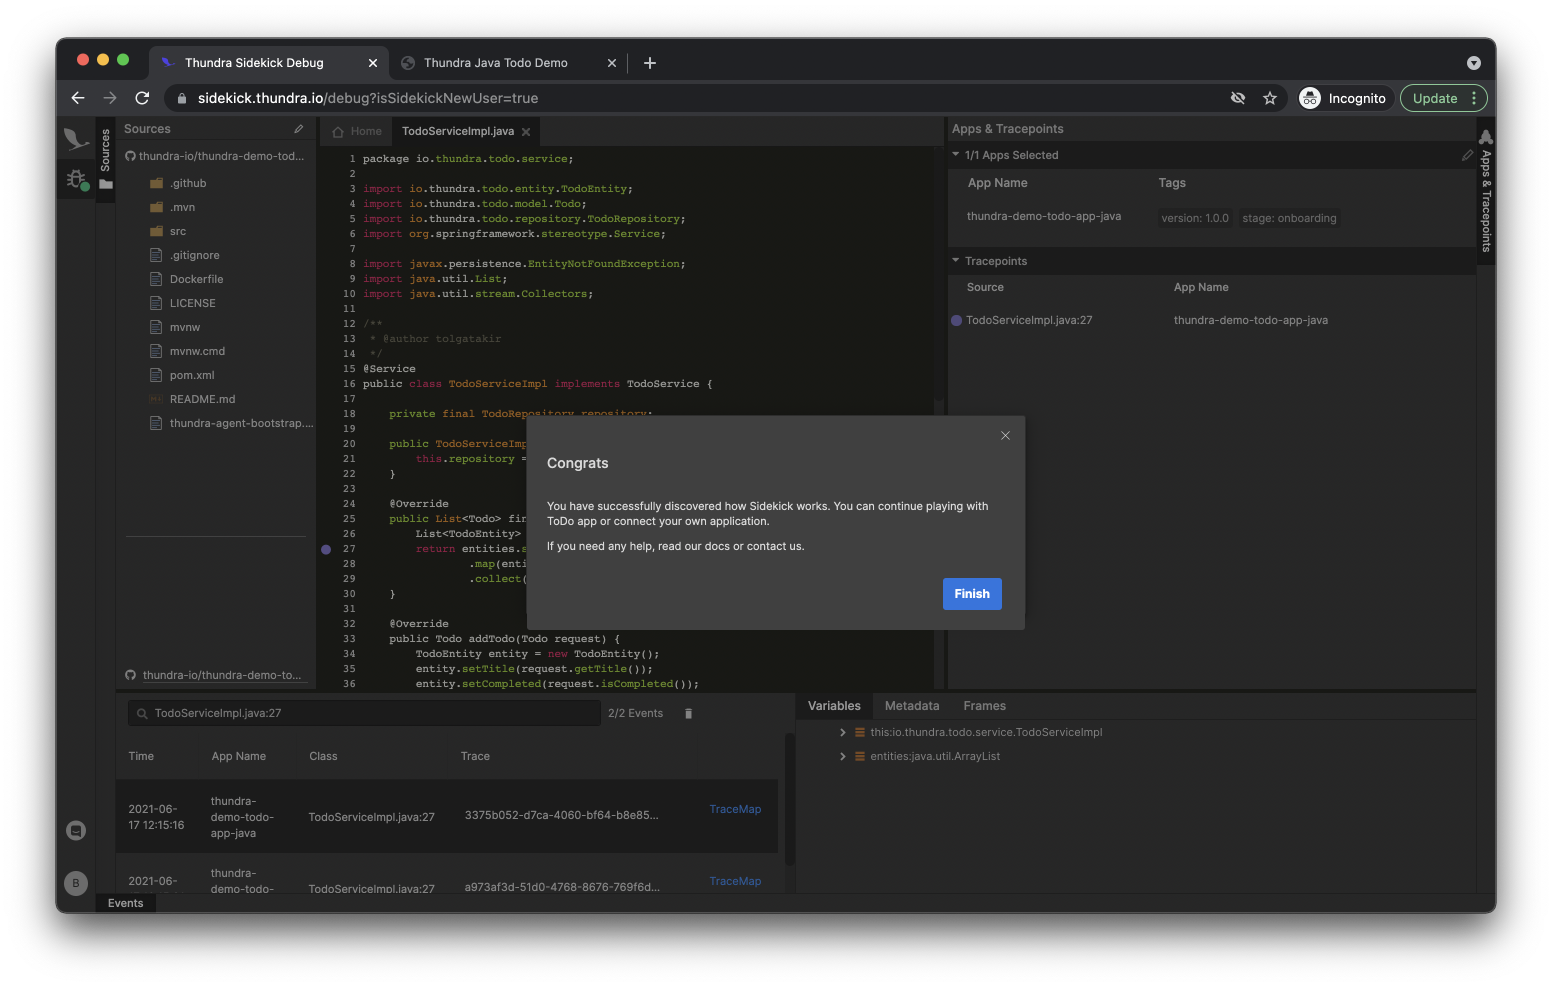 Thundra Sidekick Debug
Thundra Java Todo Demo
sidekick.thundra.io/debug?isSidekickNewUser=true
Incognito
Update
Sources
Sources
thundra-io/thundra-demo-tod...
.github
.mvn
src
.gitignore
Dockerfile
LICENSE
mvnw
mvnw.cmd
pom.xml
README.md
thundra-agent-bootstrap....
thundra-io/thundra-demo-to...
Home
TodoServiceImpl.java
1 package io.thundra.todo.service;
2
3 import io.thundra.todo.entity.TodoEntity;
4 import io.thundra.todo.model.Todo;
5 import io.thundra.todo.repository.TodoRepository;
6 import org.springframework.stereotype.Service;
7
8 import javax.persistence.EntityNotFoundException;
9 import java.util.List;
10 import java.util.stream.Collectors;
11
12 /**
13 * @author tolgatakir
14 */
15 @Service
16 public class TodoServiceImpl implements TodoService {
17
18 private final TodoRepository repository;
19
20 public TodoServiceImp
21 this.repository =
22 }
23
24 @Override
25 public List<Todo> fin
26 List<TodoEntity>
27 return entities.s
28 .map(enti
29 .collect(
30 }
31
32 @Override
33 public Todo addTodo(Todo request) {
34 TodoEntity entity = new TodoEntity();
35 entity.setTitle(request.getTitle());
36 entity.setCompleted(request.isCompleted());
Congrats
You have successfully discovered how Sidekick works. You can continue playing with
ToDo app or connect your own application.
If you need any help, read our docs or contact us.
Finish
Apps & Tracepoints
1/1 Apps Selected
App Name Tags
thundra-demo-todo-app-java version: 1.0.0 stage: onboarding
Tracepoints
Source App Name
TodoServiceImpl.java:27 thundra-demo-todo-app-java
Apps & Tracepoints
TodoServiceImpl.java:27
2/2 Events
Time App Name Class Trace
2021-06-
17 12:15:16
thundra-
demo-todo-
app-java
TodoServiceImpl.java:27
3375b052-d7ca-4060-bf64-b8e85...
TraceMap
2021-06-
thundra-
demo-todo-
TodoServiceImpl.java:27
a973af3d-51d0-4768-8676-769f6d...
TraceMap
Variables Metadata Frames
this:io.thundra.todo.service.TodoServiceImpl
entities:java.util.ArrayList
B
Events